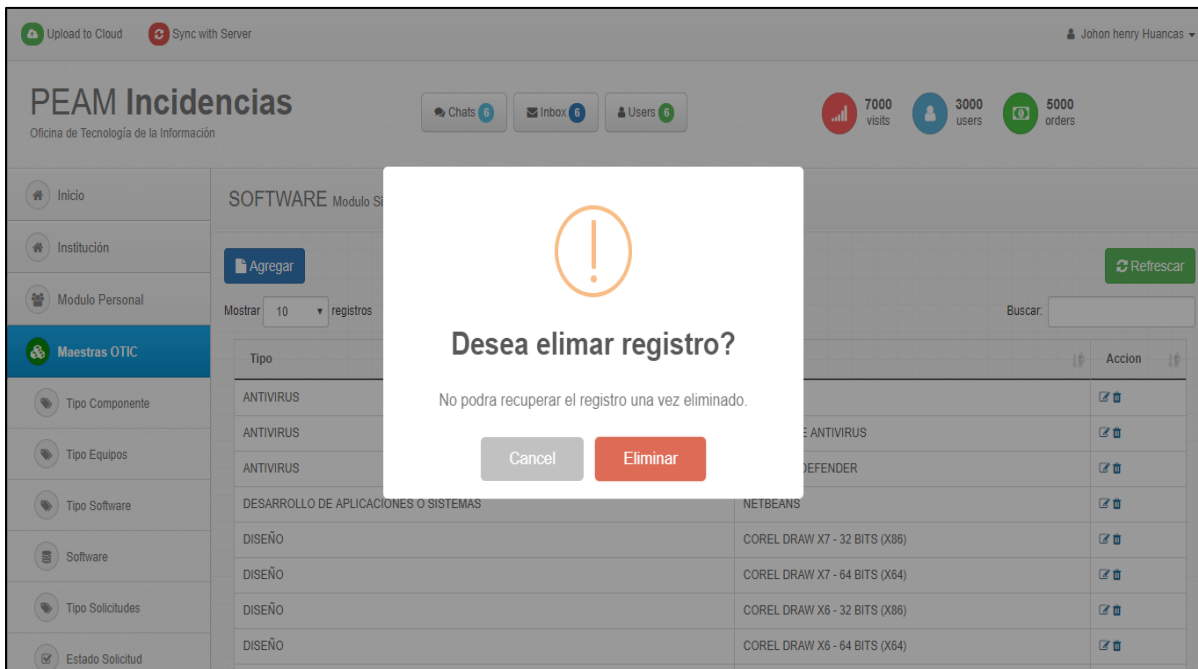 Upload to Cloud Sync with Server Johon henry Huancas
PEAM Incidencias
Oficina de Tecnología de la Información
Chats 6 Inbox 6 Users 6
7000 visits 3000 users 5000 orders
Inicio
Institución
Modulo Personal
Maestras OTIC
Tipo Componente
Tipo Equipos
Tipo Software
Software
Tipo Solicitudes
Estado Solicitud
SOFTWARE Modulo Si
Agregar Refrescar
Mostrar 10 registros Buscar:
Desea elimar registro?
No podra recuperar el registro una vez eliminado.
Cancel Eliminar
Tipo Accion
ANTIVIRUS
ANTIVIRUS E ANTIVIRUS
ANTIVIRUS DEFENDER
DESARROLLO DE APLICACIONES O SISTEMAS NETBEANS
DISEÑO COREL DRAW X7 - 32 BITS (X86)
DISEÑO COREL DRAW X7 - 64 BITS (X64)
DISEÑO COREL DRAW X6 - 32 BITS (X86)
DISEÑO COREL DRAW X6 - 64 BITS (X64)